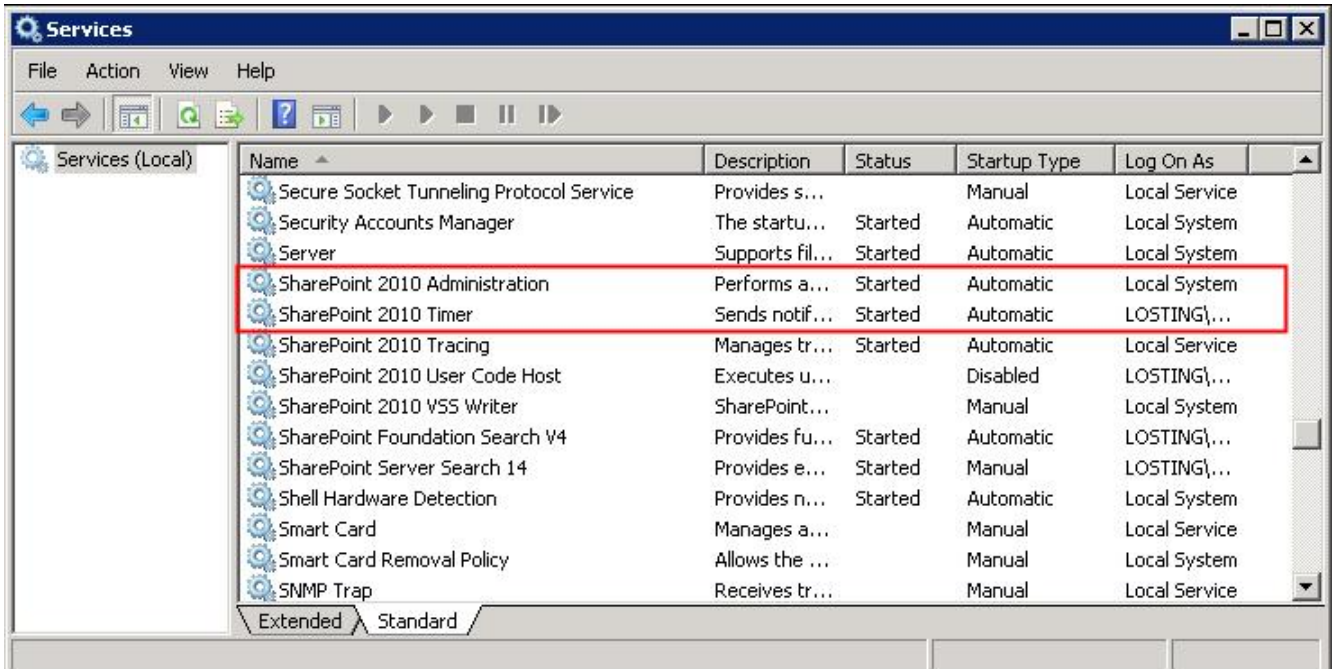 Services
File Action View Help
Services (Local)
Name Description Status Startup Type Log On As
Secure Socket Tunneling Protocol Service Provides s... Manual Local Service
Security Accounts Manager The startu... Started Automatic Local System
Server Supports fil... Started Automatic Local System
SharePoint 2010 Administration Performs a... Started Automatic Local System
SharePoint 2010 Timer Sends notif... Started Automatic LOSTING\...
SharePoint 2010 Tracing Manages tr... Started Automatic Local Service
SharePoint 2010 User Code Host Executes u... Disabled LOSTING\...
SharePoint 2010 VSS Writer SharePoint... Manual Local System
SharePoint Foundation Search V4 Provides fu... Started Automatic LOSTING\...
SharePoint Server Search 14 Provides e... Started Manual LOSTING\...
Shell Hardware Detection Provides n... Started Automatic Local System
Smart Card Manages a... Manual Local Service
Smart Card Removal Policy Allows the ... Manual Local System
SNMP Trap Receives tr... Manual Local Service
Extended Standard